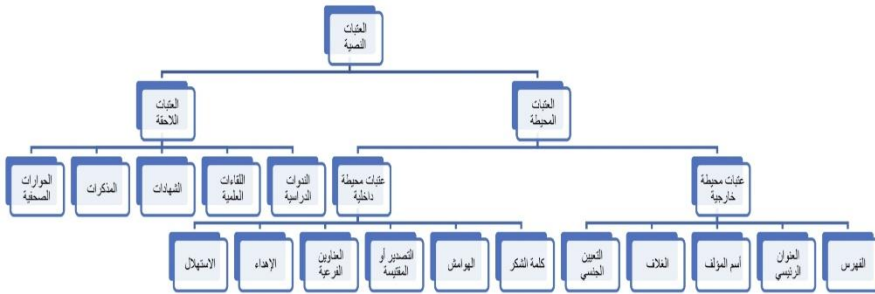 العتبات
النصية
العتبات
المحيطة
العتبات
اللاحقة
عتبات محيطة
خارجية
عتبات محيطة
داخلية
الندوات
الدراسية
اللقاءات
العلمية
الشهادات
المذكرات
الحوارات
الصحفية
الفهرس
العنوان
الرئيسي
أسم المؤلف
الغلاف
التعيين
الجنسي
كلمة الشكر
الهوامش
التصدير أو
المقتبسة
العناوين
الفرعية
الإهداء
الاستهلال